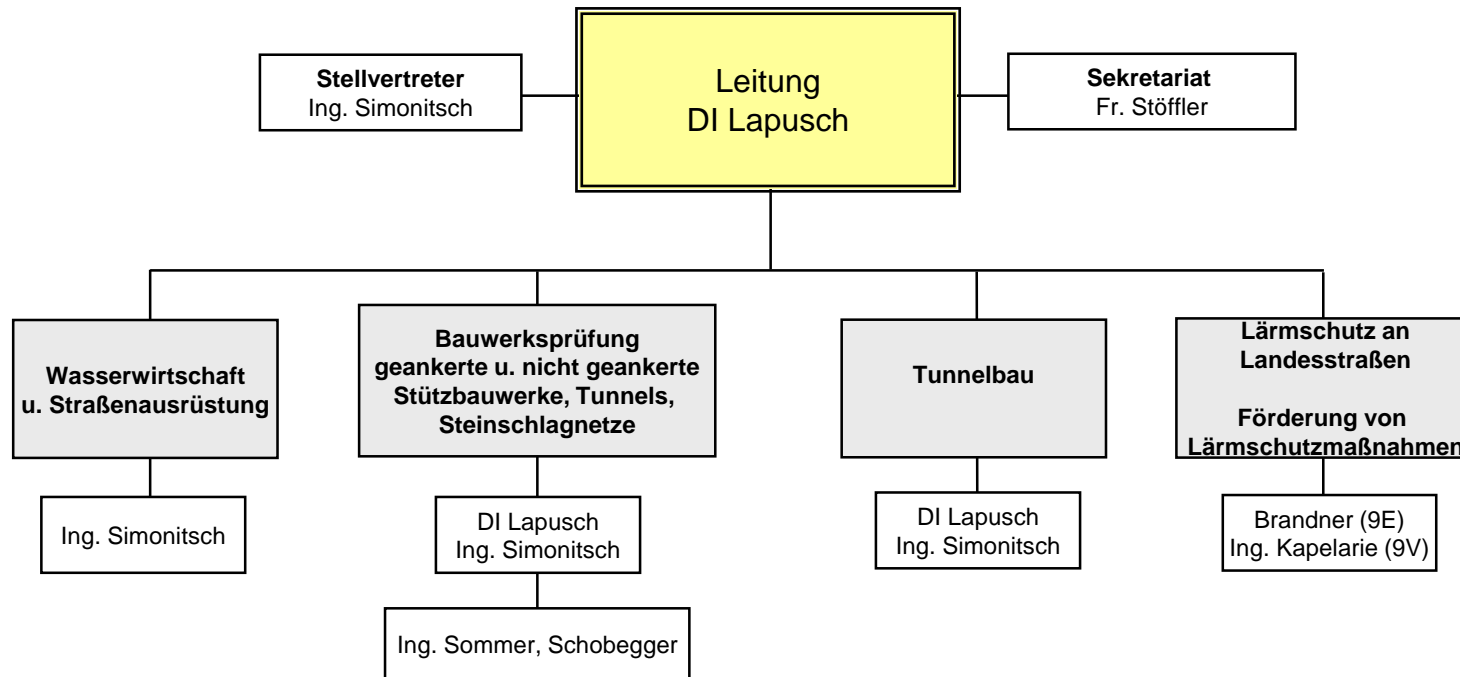 Stellvertreter
Ing. Simonitsch
Leitung
DI Lapusch
Sekretariat
Fr. Stöffler
Wasserwirtschaft
u. Straßenausrüstung
Bauwerksprüfung
geankerte u. nicht geankerte
Stützbauwerke, Tunnels,
Steinschlagnetze
Tunnelbau
Lärmschutz an
Landesstraßen
Förderung von
Lärmschutzmaßnahmen
Ing. Simonitsch
DI Lapusch
Ing. Simonitsch
DI Lapusch
Ing. Simonitsch
Brandner (9E)
Ing. Kapelarie (9V)
Ing. Sommer, Schobegger